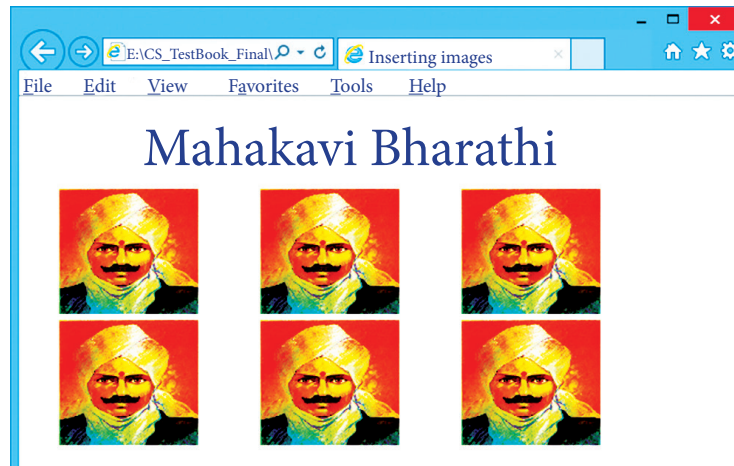 E:\CS_TestBook_Final\
Inserting images
File Edit View Favorites Tools Help
Mahakavi Bharathi